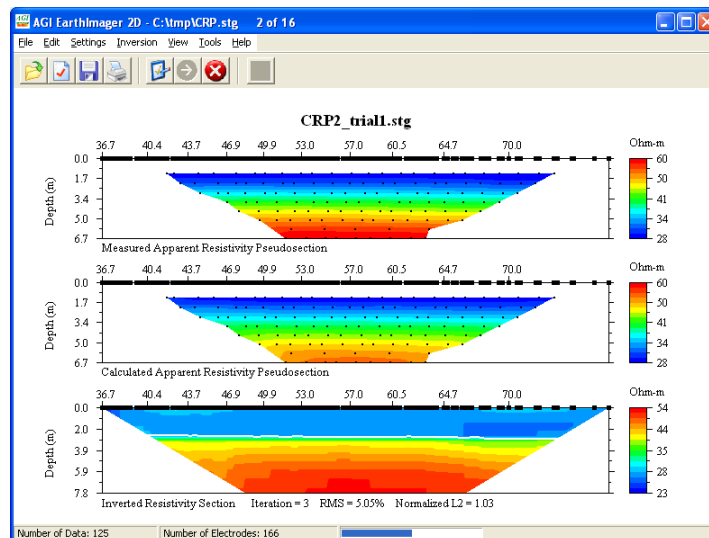 AGI EarthImager 2D - C:\tmp\CRP.stg 2 of 16
File Edit Settings Inversion View Tools Help
CRP2_trial1.stg
36.7 40.4 43.7 46.9 49.9 53.0 57.0 60.5 64.7 70.0 Ohm-m
0.0 60
1.7 51
3.4 41
5.0 34
6.7 28
Depth (m)
Measured Apparent Resistivity Pseudosection
36.7 40.4 43.7 46.9 49.9 53.0 57.0 60.5 64.7 70.0 Ohm-m
0.0 60
1.7 51
3.4 41
5.0 34
6.7 28
Depth (m)
Calculated Apparent Resistivity Pseudosection
36.7 40.4 43.7 46.9 49.9 53.0 57.0 60.5 64.7 70.0 Ohm-m
0.0 54
2.0 44
3.9 35
5.9 28
7.8 23
Depth (m)
Inverted Resistivity Section Iteration = 3 RMS = 5.05% Normalized L2 = 1.03
Number of Data: 125 Number of Electrodes: 166